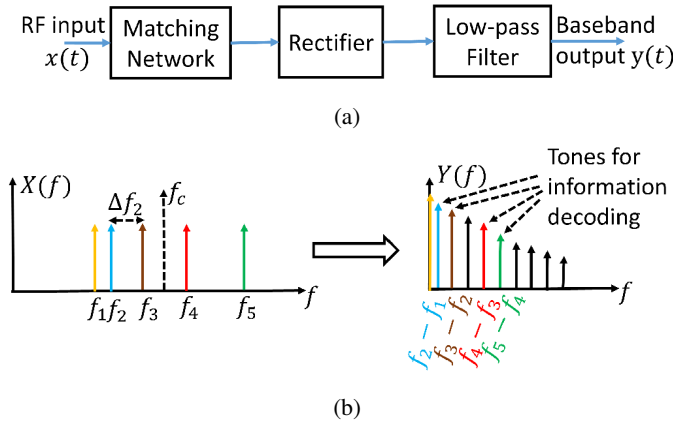 RF input
x(t)
Matching
Network
Rectifier
Low-pass
Filter
Baseband
output y(t)
(a)
X(f)
Δf₂
f_c
f₁ f₂ f₃ f₄ f₅
f
Y(f)
Tones for
information
decoding
f
f₂ − f₁
f₃ − f₂
f₄ − f₃
f₅ − f₄
(b)